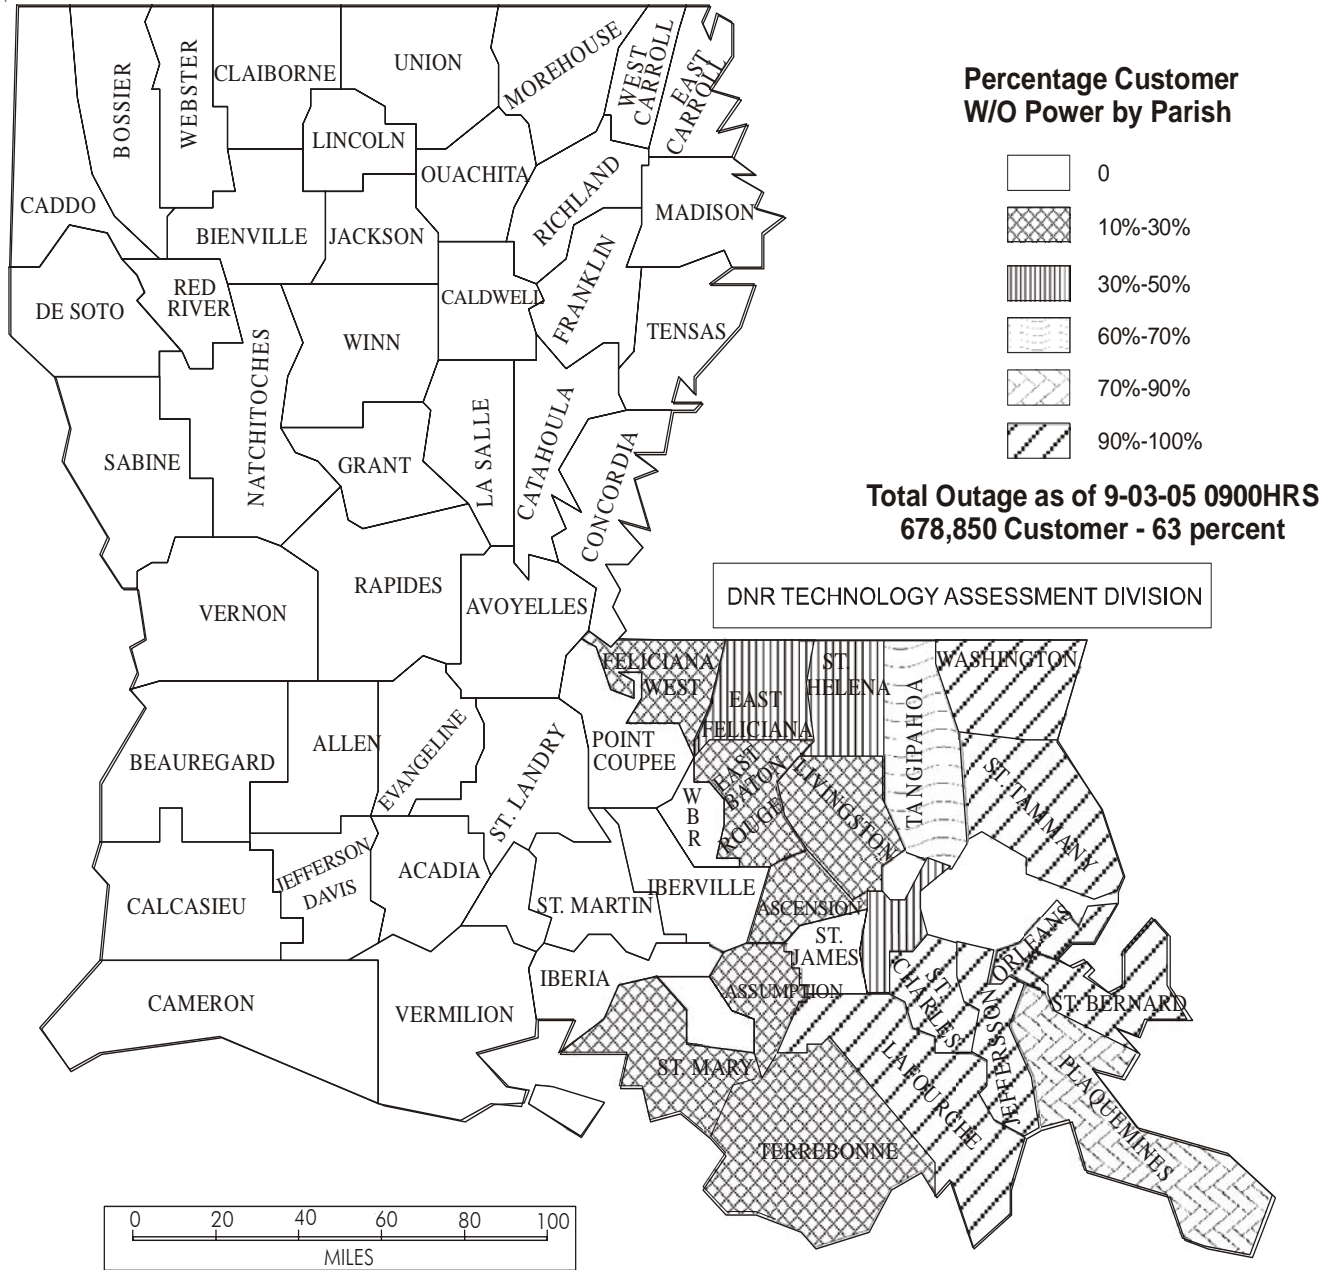 Percentage Customer
W/O Power by Parish
0
10%-30%
30%-50%
60%-70%
70%-90%
90%-100%
Total Outage as of 9-03-05 0900HRS
678,850 Customer - 63 percent
DNR TECHNOLOGY ASSESSMENT DIVISION
CADDO
BOSSIER
WEBSTER
CLAIBORNE
UNION
MOREHOUSE
WEST
CARROLL
EAST
CARROLL
LINCOLN
OUACHITA
RICHLAND
MADISON
BIENVILLE
JACKSON
DE SOTO
RED
RIVER
CALDWELL
FRANKLIN
TENSAS
NATCHITOCHES
WINN
SABINE
GRANT
LA SALLE
CATAHOULA
CONCORDIA
VERNON
RAPIDES
AVOYELLES
FELICIANA
WEST
EAST
FELICIANA
ST.
HELENA
TANGIPAHOA
WASHINGTON
BEAUREGARD
ALLEN
EVANGELINE
ST. LANDRY
POINT
COUPEE
W
B
R
EAST
BATON
ROUGE
LIVINGSTON
ST. TAMMANY
CALCASIEU
JEFFERSON
DAVIS
ACADIA
ST. MARTIN
IBERVILLE
ASCENSION
ST.
JAMES
CAMERON
VERMILION
IBERIA
ASSUMPTION
ST.
CHARLES
ORLEANS
ST. BERNARD
JEFFERSSON
ST. MARY
LAFOURCHE
TERREBONNE
PLAQUEMINES
0 20 40 60 80 100
MILES